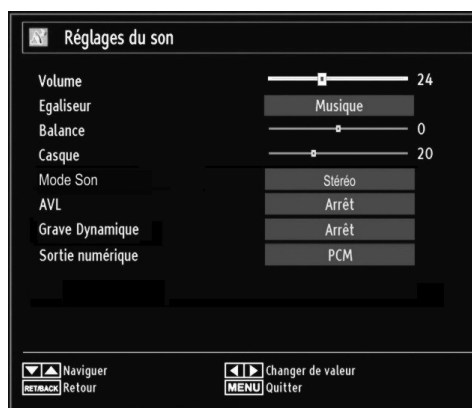 Réglages du son
Volume 24
Egaliseur Musique
Balance 0
Casque 20
Mode Son Stéréo
AVL Arrêt
Grave Dynamique Arrêt
Sortie numérique PCM
Naviguer Changer de valeur
RET/BACK Retour MENU Quitter